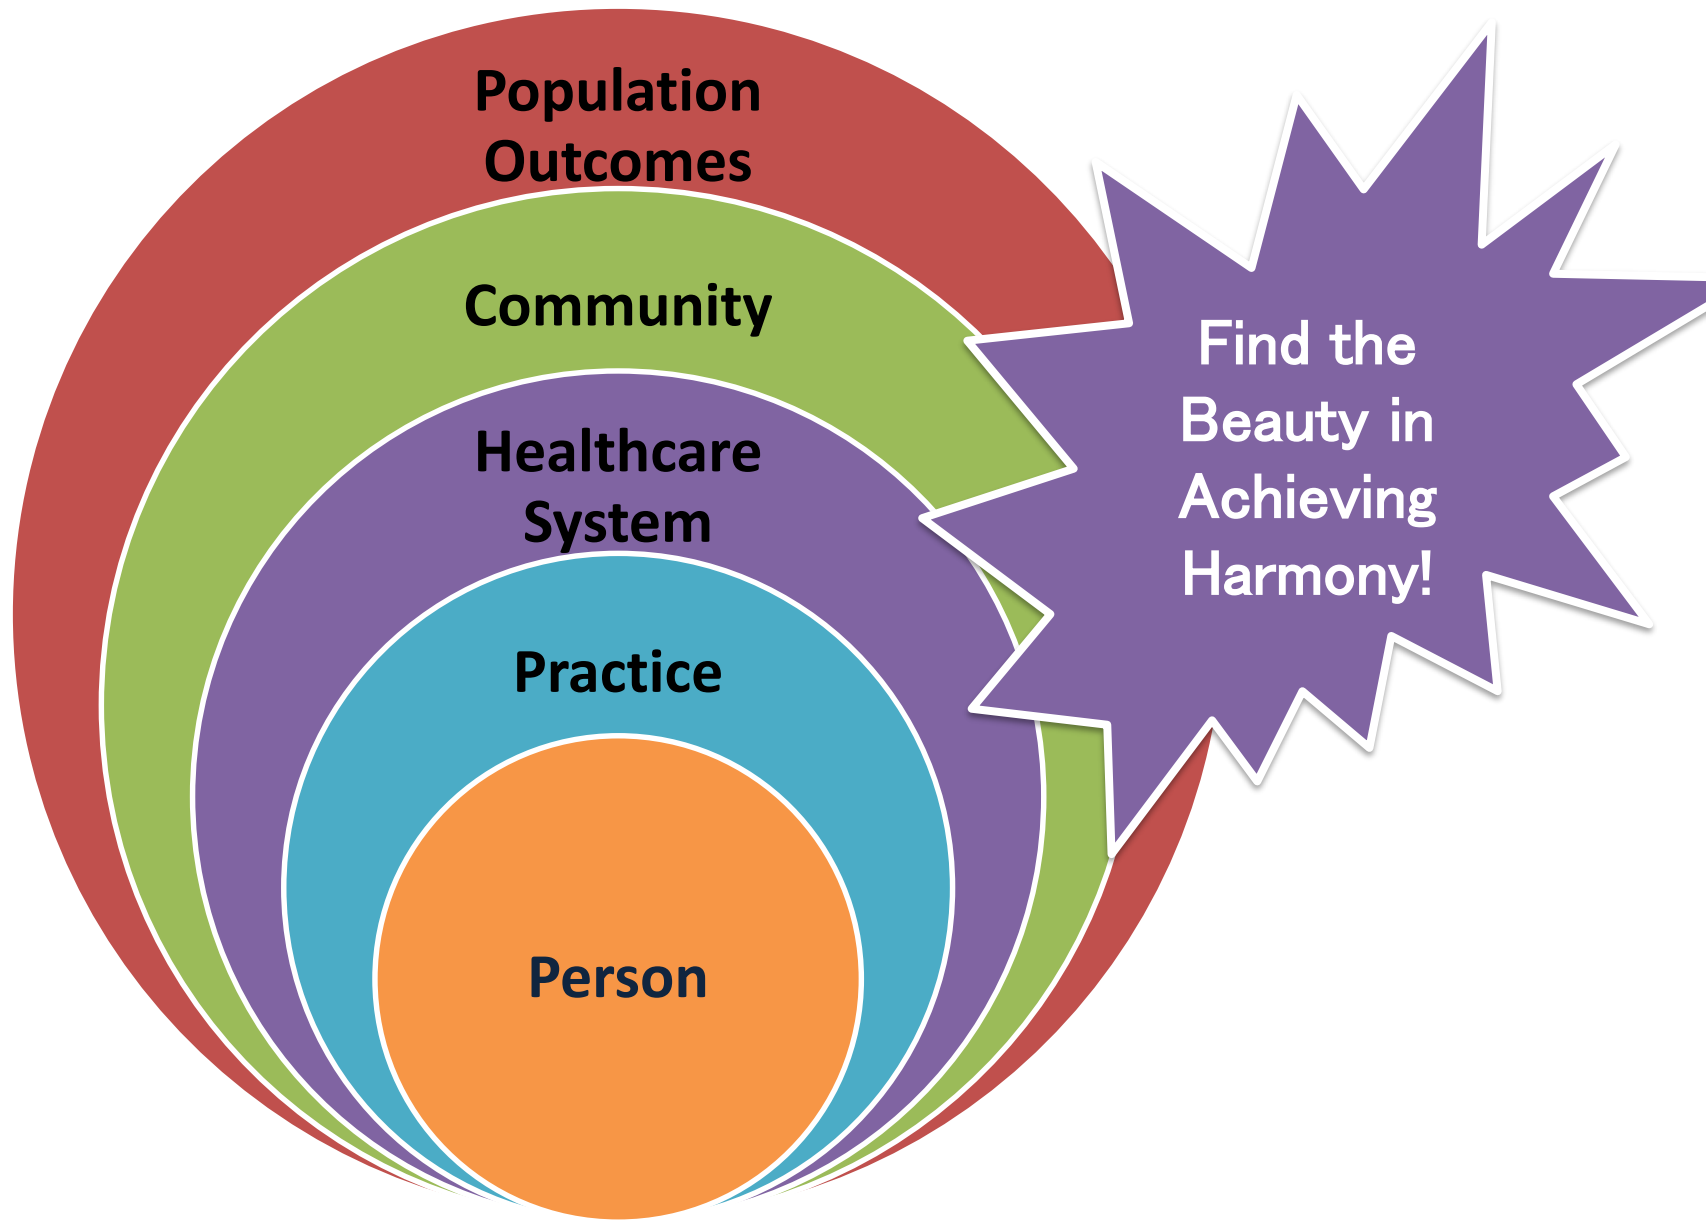 Population
Outcomes
Community
Healthcare
System
Practice
Person
Find the
Beauty in
Achieving
Harmony!